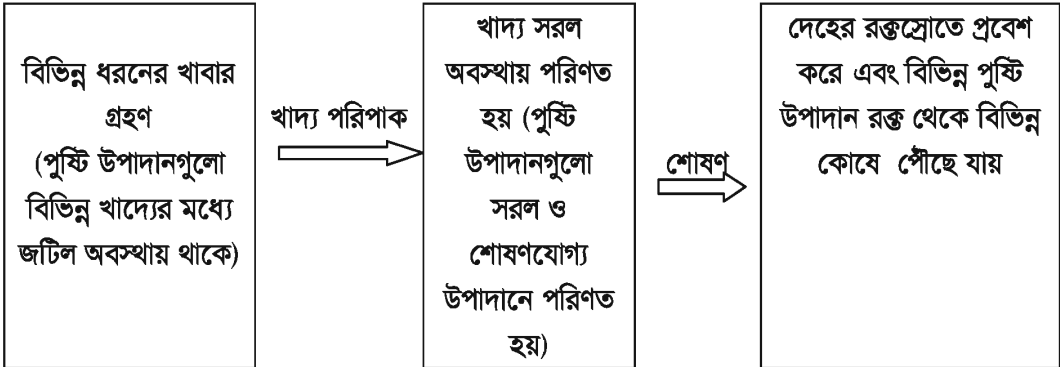 বিভিন্ন ধরনের খাবার
গ্রহণ
(পুষ্টি উপাদানগুলো
বিভিন্ন খাদ্যের মধ্যে
জটিল অবস্থায় থাকে)
খাদ্য পরিপাক
খাদ্য সরল
অবস্থায় পরিণত
হয় (পুষ্টি
উপাদানগুলো
সরল ও
শোষণযোগ্য
উপাদানে পরিণত
হয়)
শোষণ
দেহের রক্তস্রোতে প্রবেশ
করে এবং বিভিন্ন পুষ্টি
উপাদান রক্ত থেকে বিভিন্ন
কোষে পৌঁছে যায়